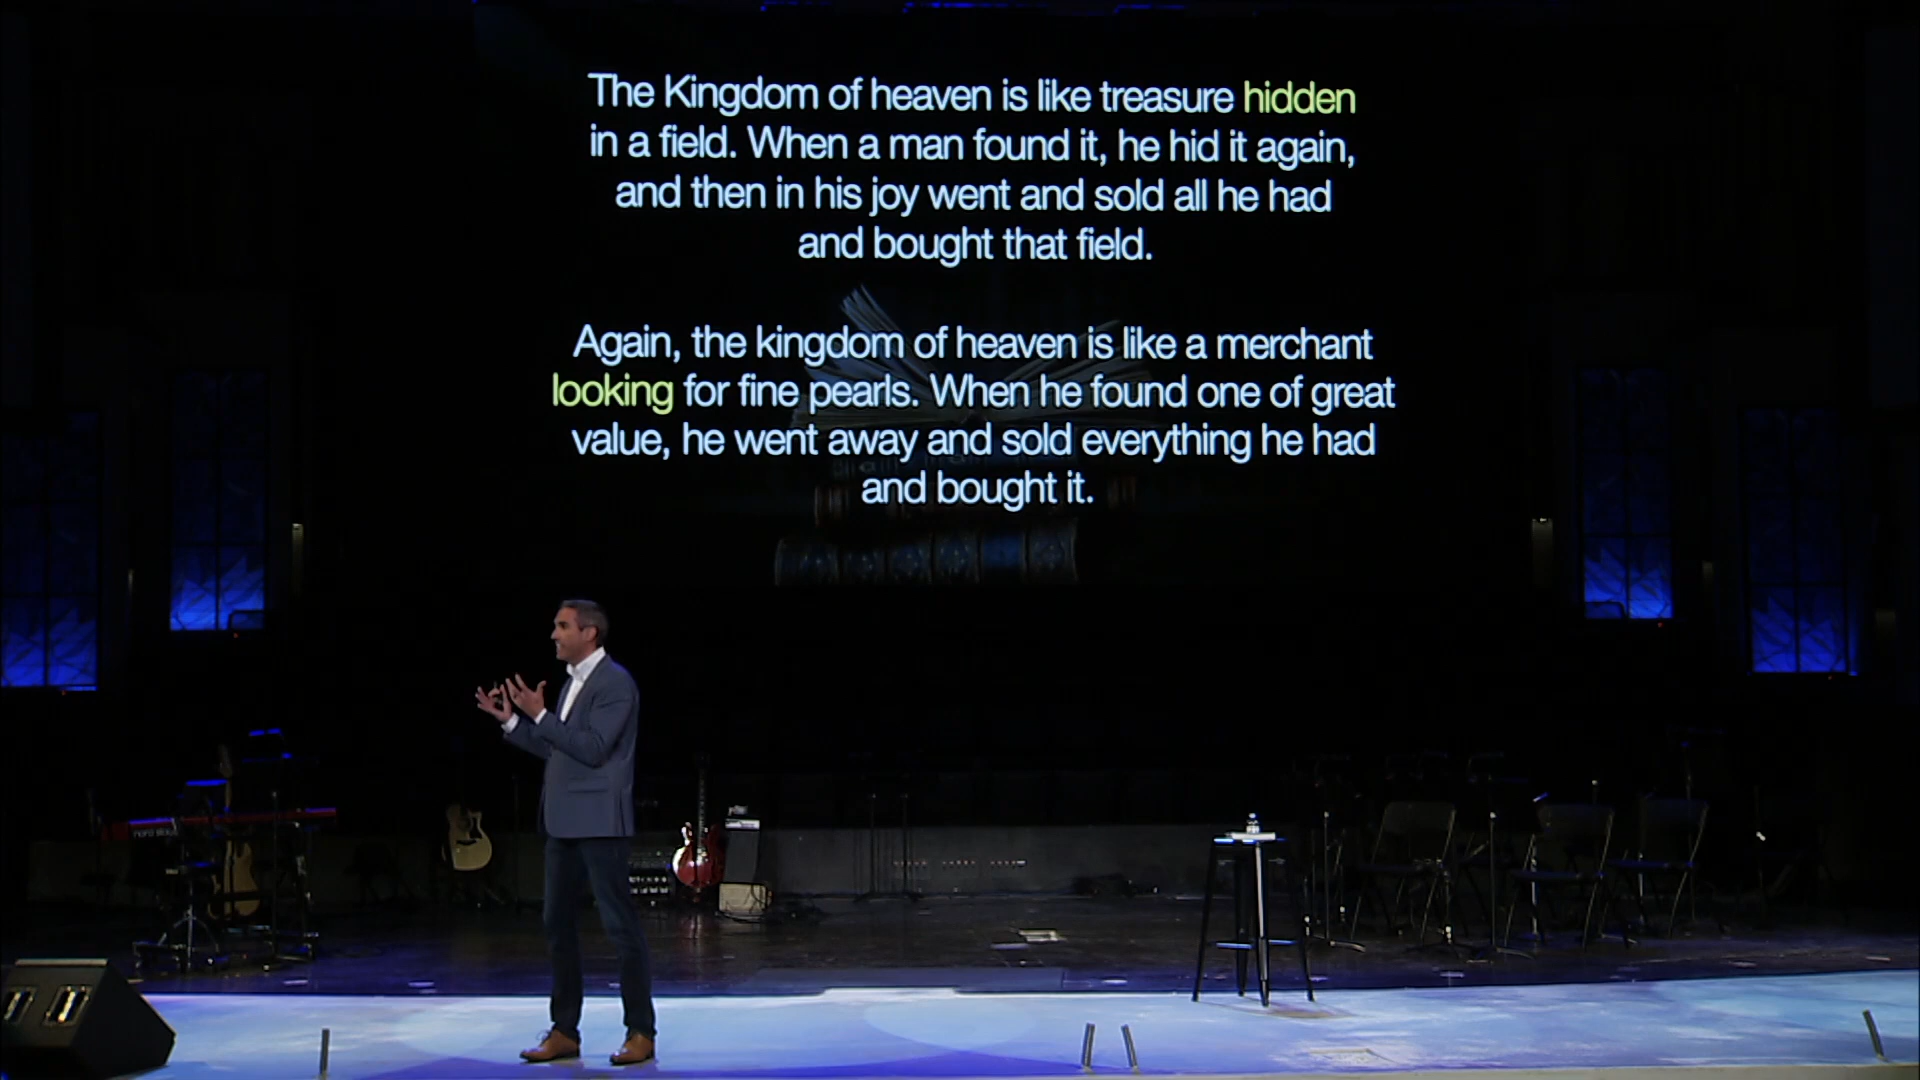 The Kingdom of heaven is like treasure hidden
in a field. When a man found it, he hid it again,
and then in his joy went and sold all he had
and bought that field.
Again, the kingdom of heaven is like a merchant
looking for fine pearls. When he found one of great
value, he went away and sold everything he had
and bought it.
nord